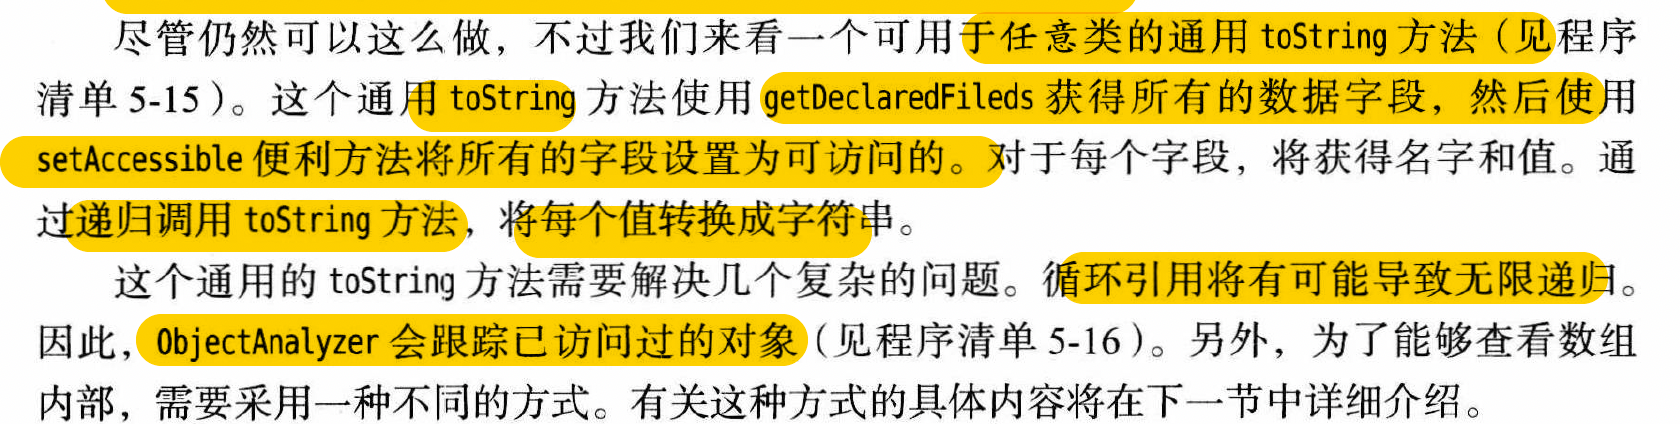 尽管仍然可以这么做，不过我们来看一个可用于任意类的通用 toString 方法（见程序
清单 5-15）。这个通用 toString 方法使用 getDeclaredFileds 获得所有的数据字段，然后使用
setAccessible 便利方法将所有的字段设置为可访问的。对于每个字段，将获得名字和值。通
过递归调用 toString 方法，将每个值转换成字符串。
这个通用的 toString 方法需要解决几个复杂的问题。循环引用将有可能导致无限递归。
因此，ObjectAnalyzer 会跟踪已访问过的对象（见程序清单 5-16）。另外，为了能够查看数组
内部，需要采用一种不同的方式。有关这种方式的具体内容将在下一节中详细介绍。